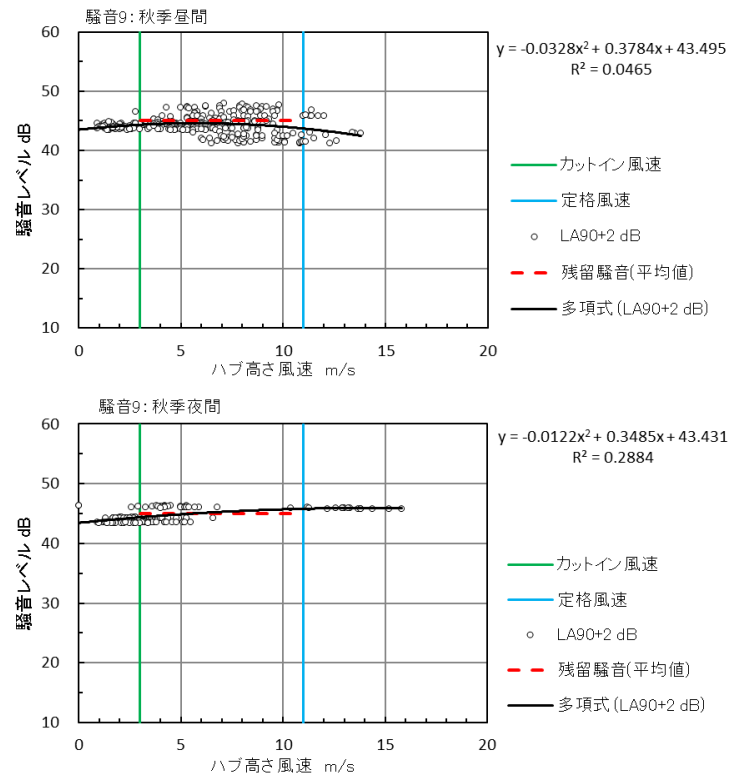 騒音9：秋季昼間
y = -0.0328x² + 0.3784x + 43.495
R² = 0.0465
60
50
40
30
20
10
騒音レベル dB
0 5 10 15 20
ハブ高さ風速 m/s
カットイン風速
定格風速
LA90+2 dB
残留騒音(平均値)
多項式 (LA90+2 dB)
騒音9：秋季夜間
y = -0.0122x² + 0.3485x + 43.431
R² = 0.2884
60
50
40
30
20
10
騒音レベル dB
0 5 10 15 20
ハブ高さ風速 m/s
カットイン風速
定格風速
LA90+2 dB
残留騒音(平均値)
多項式 (LA90+2 dB)